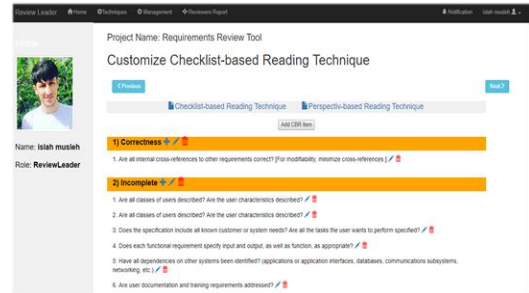 Review Leader Home Techniques Management Reviewers Report Notification islah musleh
Profile
Project Name: Requirements Review Tool
Customize Checklist-based Reading Technique
Previous Next
Checklist-based Reading Technique Perspectiv-based Reading Technique
Add CBR item
Name: islah musleh
Role: ReviewLeader
1) Correctness
1. Are all internal cross-references to other requirements correct? [For modifiability, minimize cross-references.]
2) Incomplete
1. Are all classes of users described? Are the user characteristics described?
2. Are all classes of users described? Are the user characteristics described?
3. Does the specification include all known customer or system needs? Are all the tasks the user wants to perform specified?
4. Does each functional requirement specify input and output, as well as function, as appropriate?
5. Have all dependencies on other systems been identified? (applications or application interfaces, databases, communications subsystems,
networking, etc.)
6. Are user documentation and training requirements addressed?